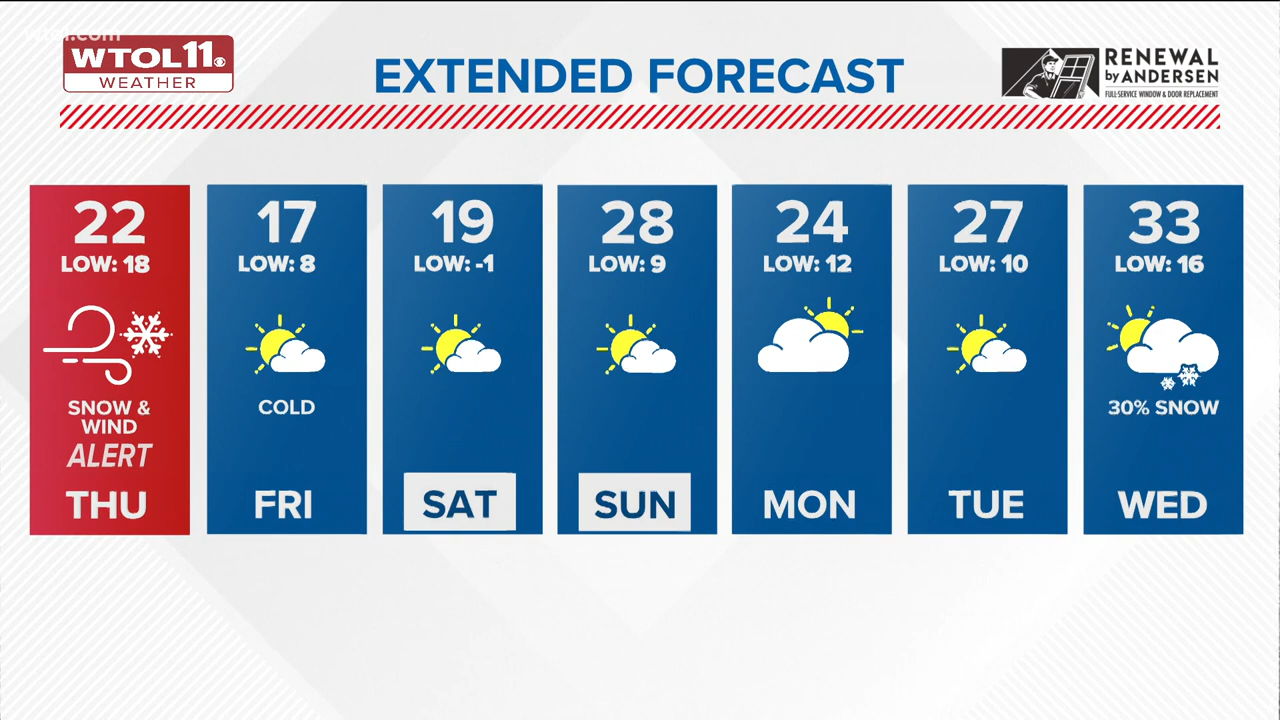 wtol.com
WTOL 11
WEATHER
EXTENDED FORECAST
RENEWAL
by ANDERSEN
FULL-SERVICE WINDOW & DOOR REPLACEMENT
22
LOW: 18
SNOW &
WIND
ALERT
THU
17
LOW: 8
COLD
FRI
19
LOW: -1
SAT
28
LOW: 9
SUN
24
LOW: 12
MON
27
LOW: 10
TUE
33
LOW: 16
30% SNOW
WED